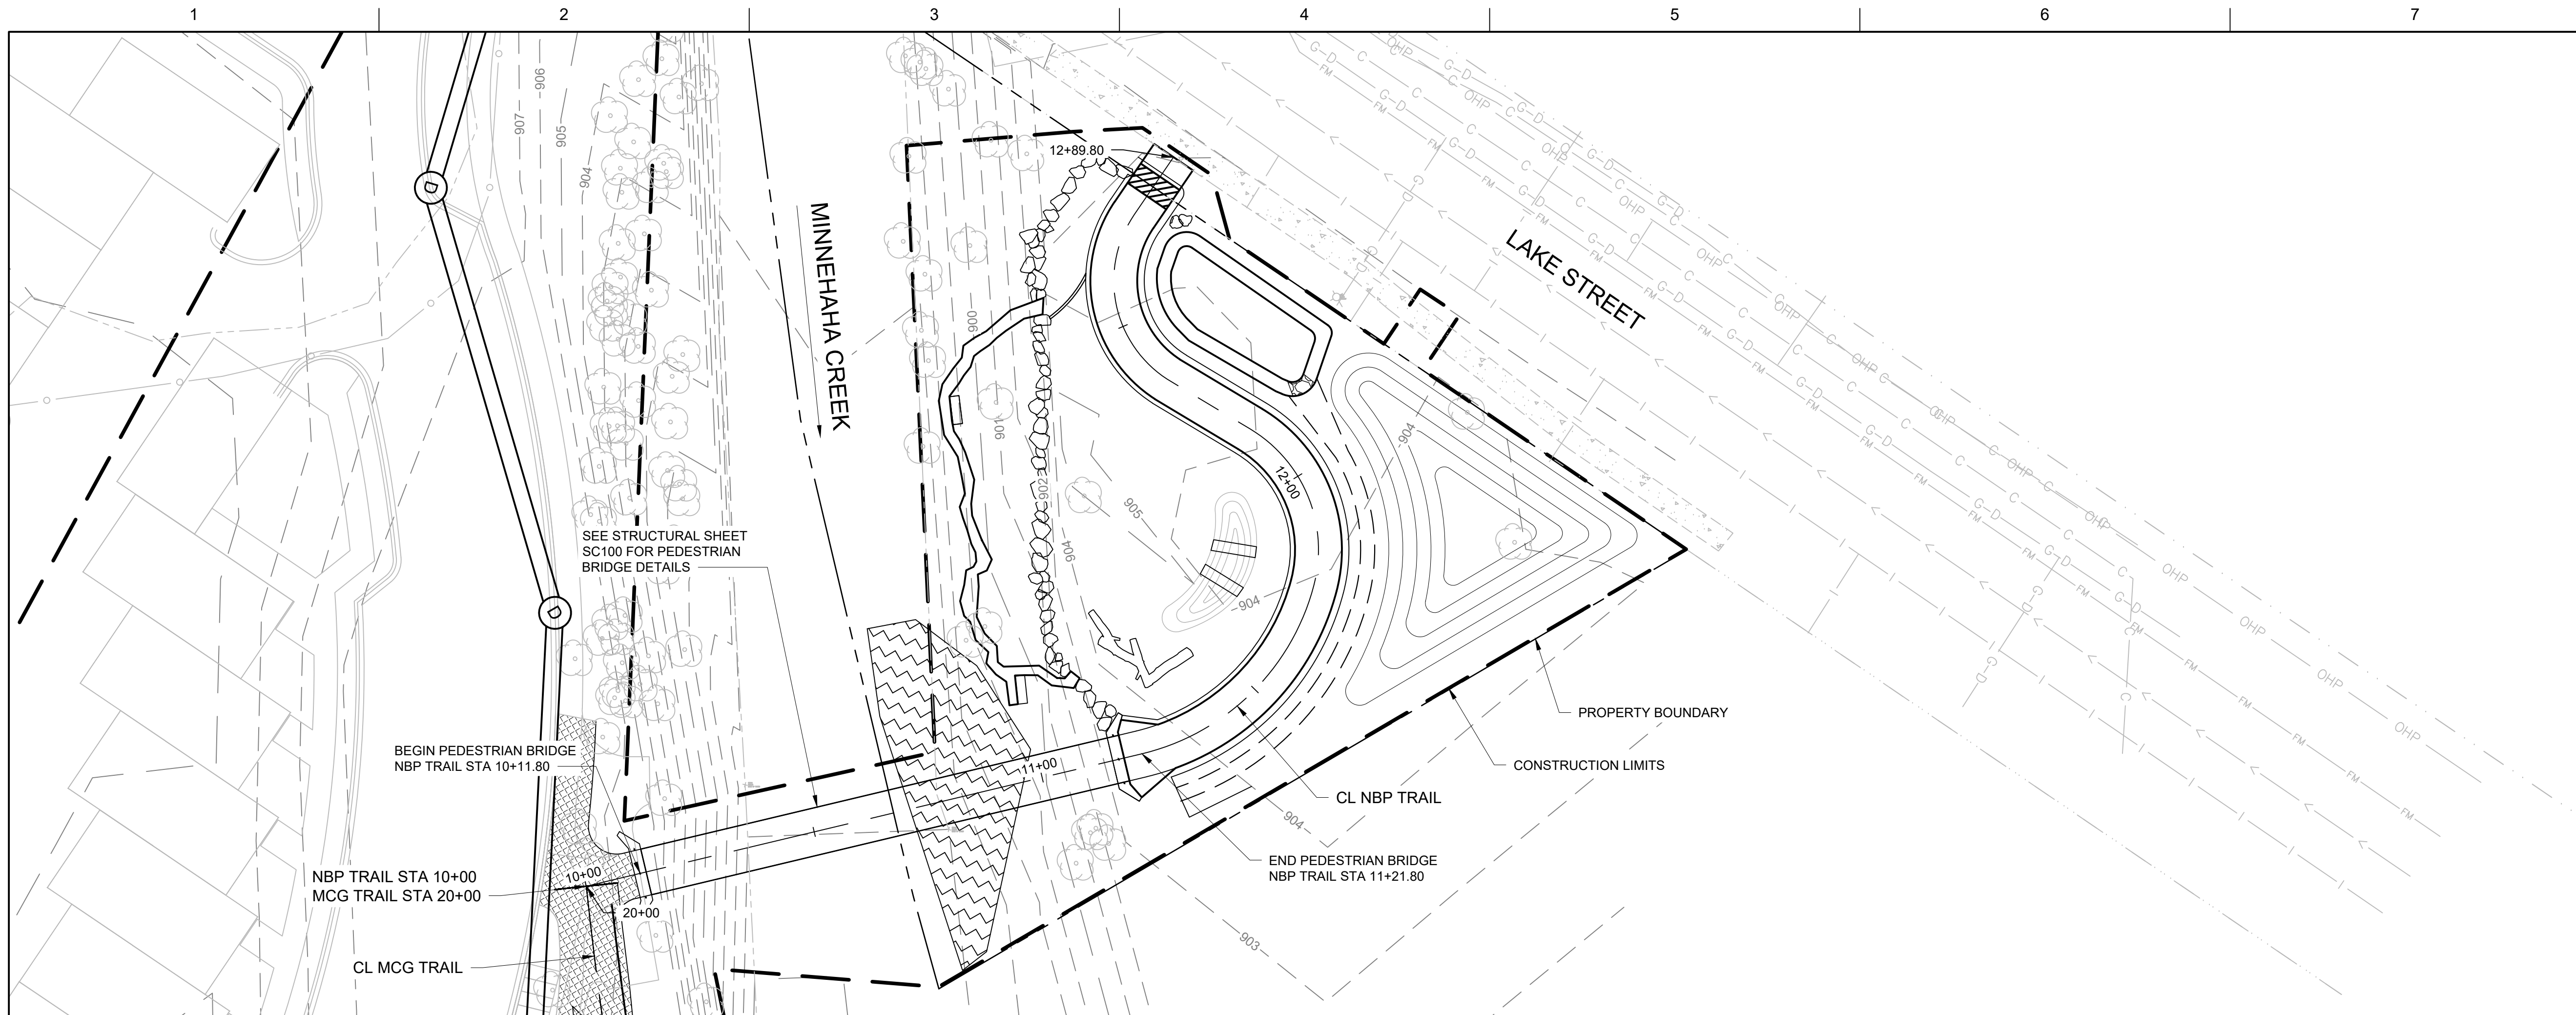 1 2 3 4 5 6 7
906
907
905
904
MINNEHAHA CREEK
12+89.80
LAKE STREET
900
901
902
904
905
904
904
12+00
SEE STRUCTURAL SHEET
SC100 FOR PEDESTRIAN
BRIDGE DETAILS
PROPERTY BOUNDARY
CONSTRUCTION LIMITS
CL NBP TRAIL
BEGIN PEDESTRIAN BRIDGE
NBP TRAIL STA 10+11.80
11+00
904
END PEDESTRIAN BRIDGE
NBP TRAIL STA 11+21.80
NBP TRAIL STA 10+00
MCG TRAIL STA 20+00
10+00
20+00
903
CL MCG TRAIL
D
D
G-D
C
OHP
FM